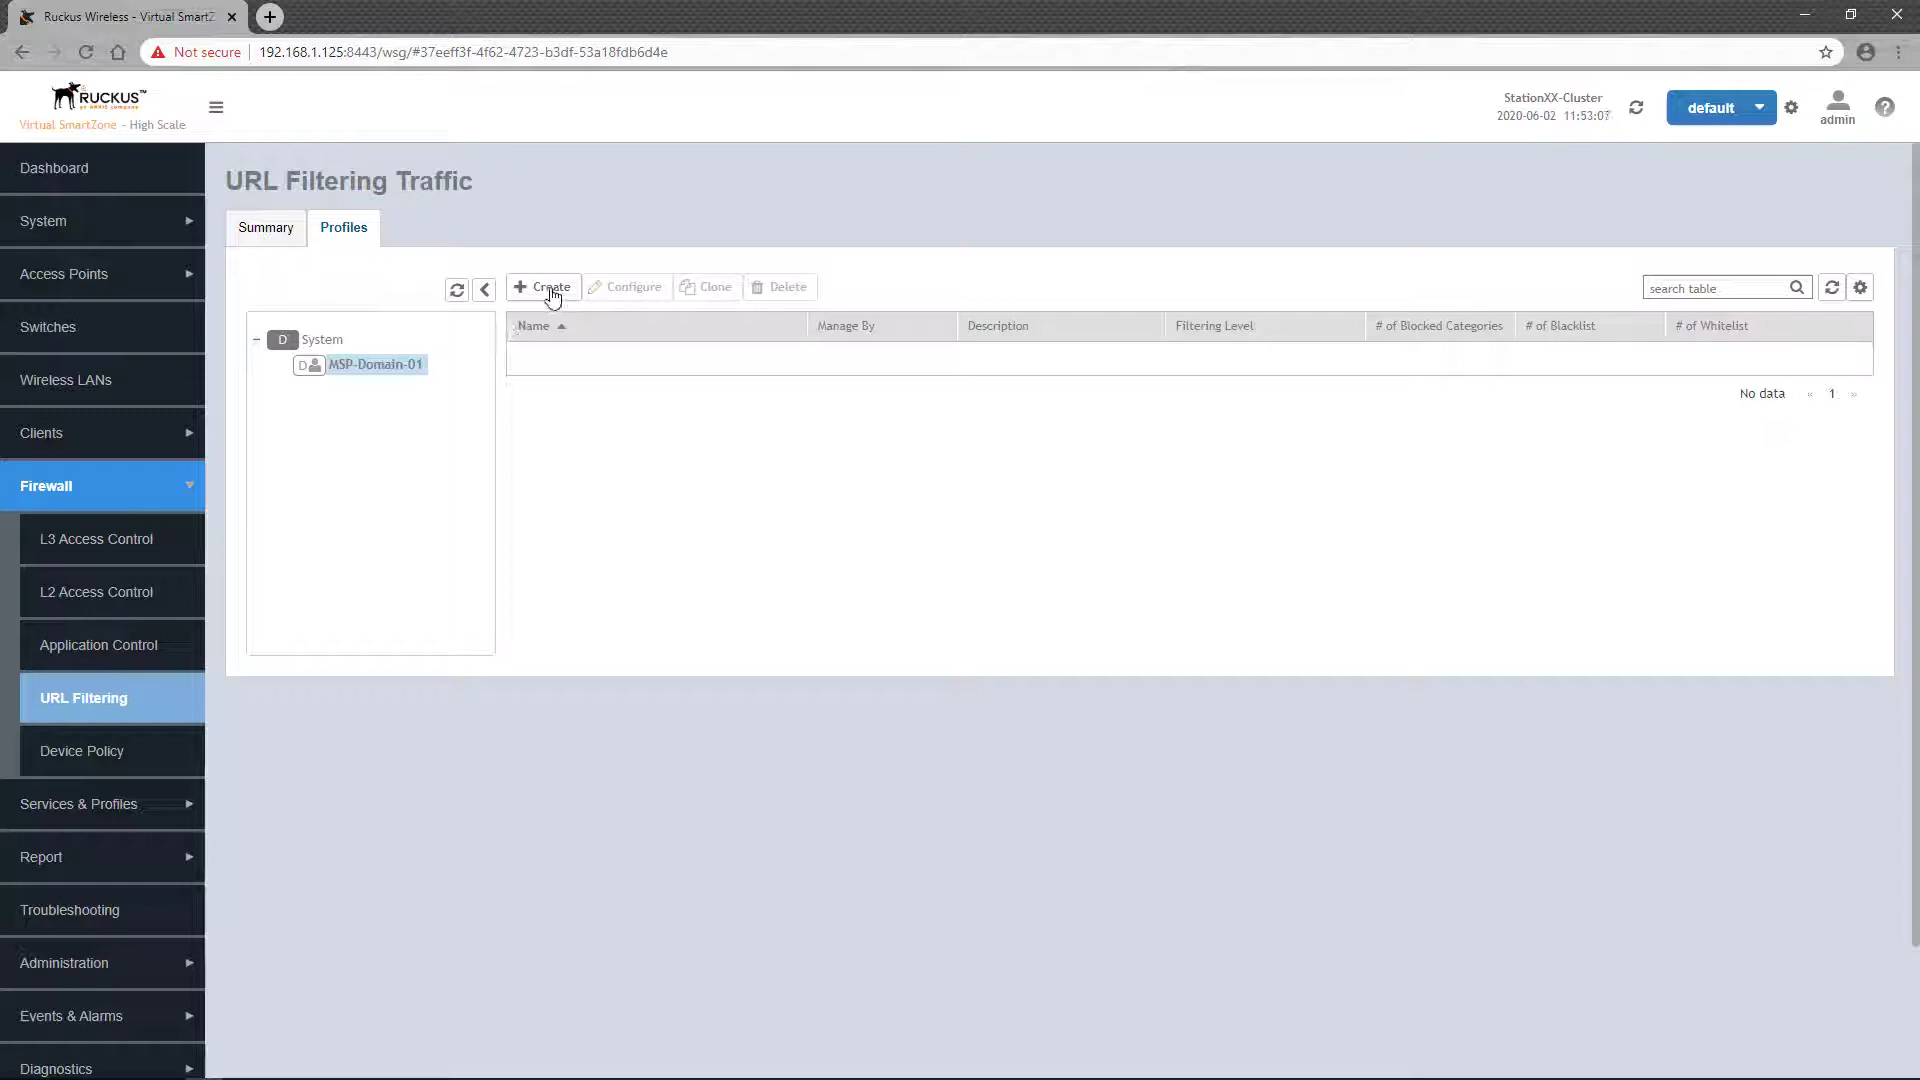 Ruckus Wireless - Virtual SmartZ
Not secure
192.168.1.125:8443/wsg/#37eeff3f-4f62-4723-b3df-53a18fdb6d4e
RUCKUS™
Virtual SmartZone - High Scale
StationXX-Cluster
2020-06-02 11:53:07
default
admin
Dashboard
System
Access Points
Switches
Wireless LANs
Clients
Firewall
L3 Access Control
L2 Access Control
Application Control
URL Filtering
Device Policy
Services & Profiles
Report
Troubleshooting
Administration
Events & Alarms
Diagnostics
URL Filtering Traffic
Summary
Profiles
Create
Configure
Clone
Delete
search table
D System
D MSP-Domain-01
Name
Manage By
Description
Filtering Level
# of Blocked Categories
# of Blacklist
# of Whitelist
No data « 1 »